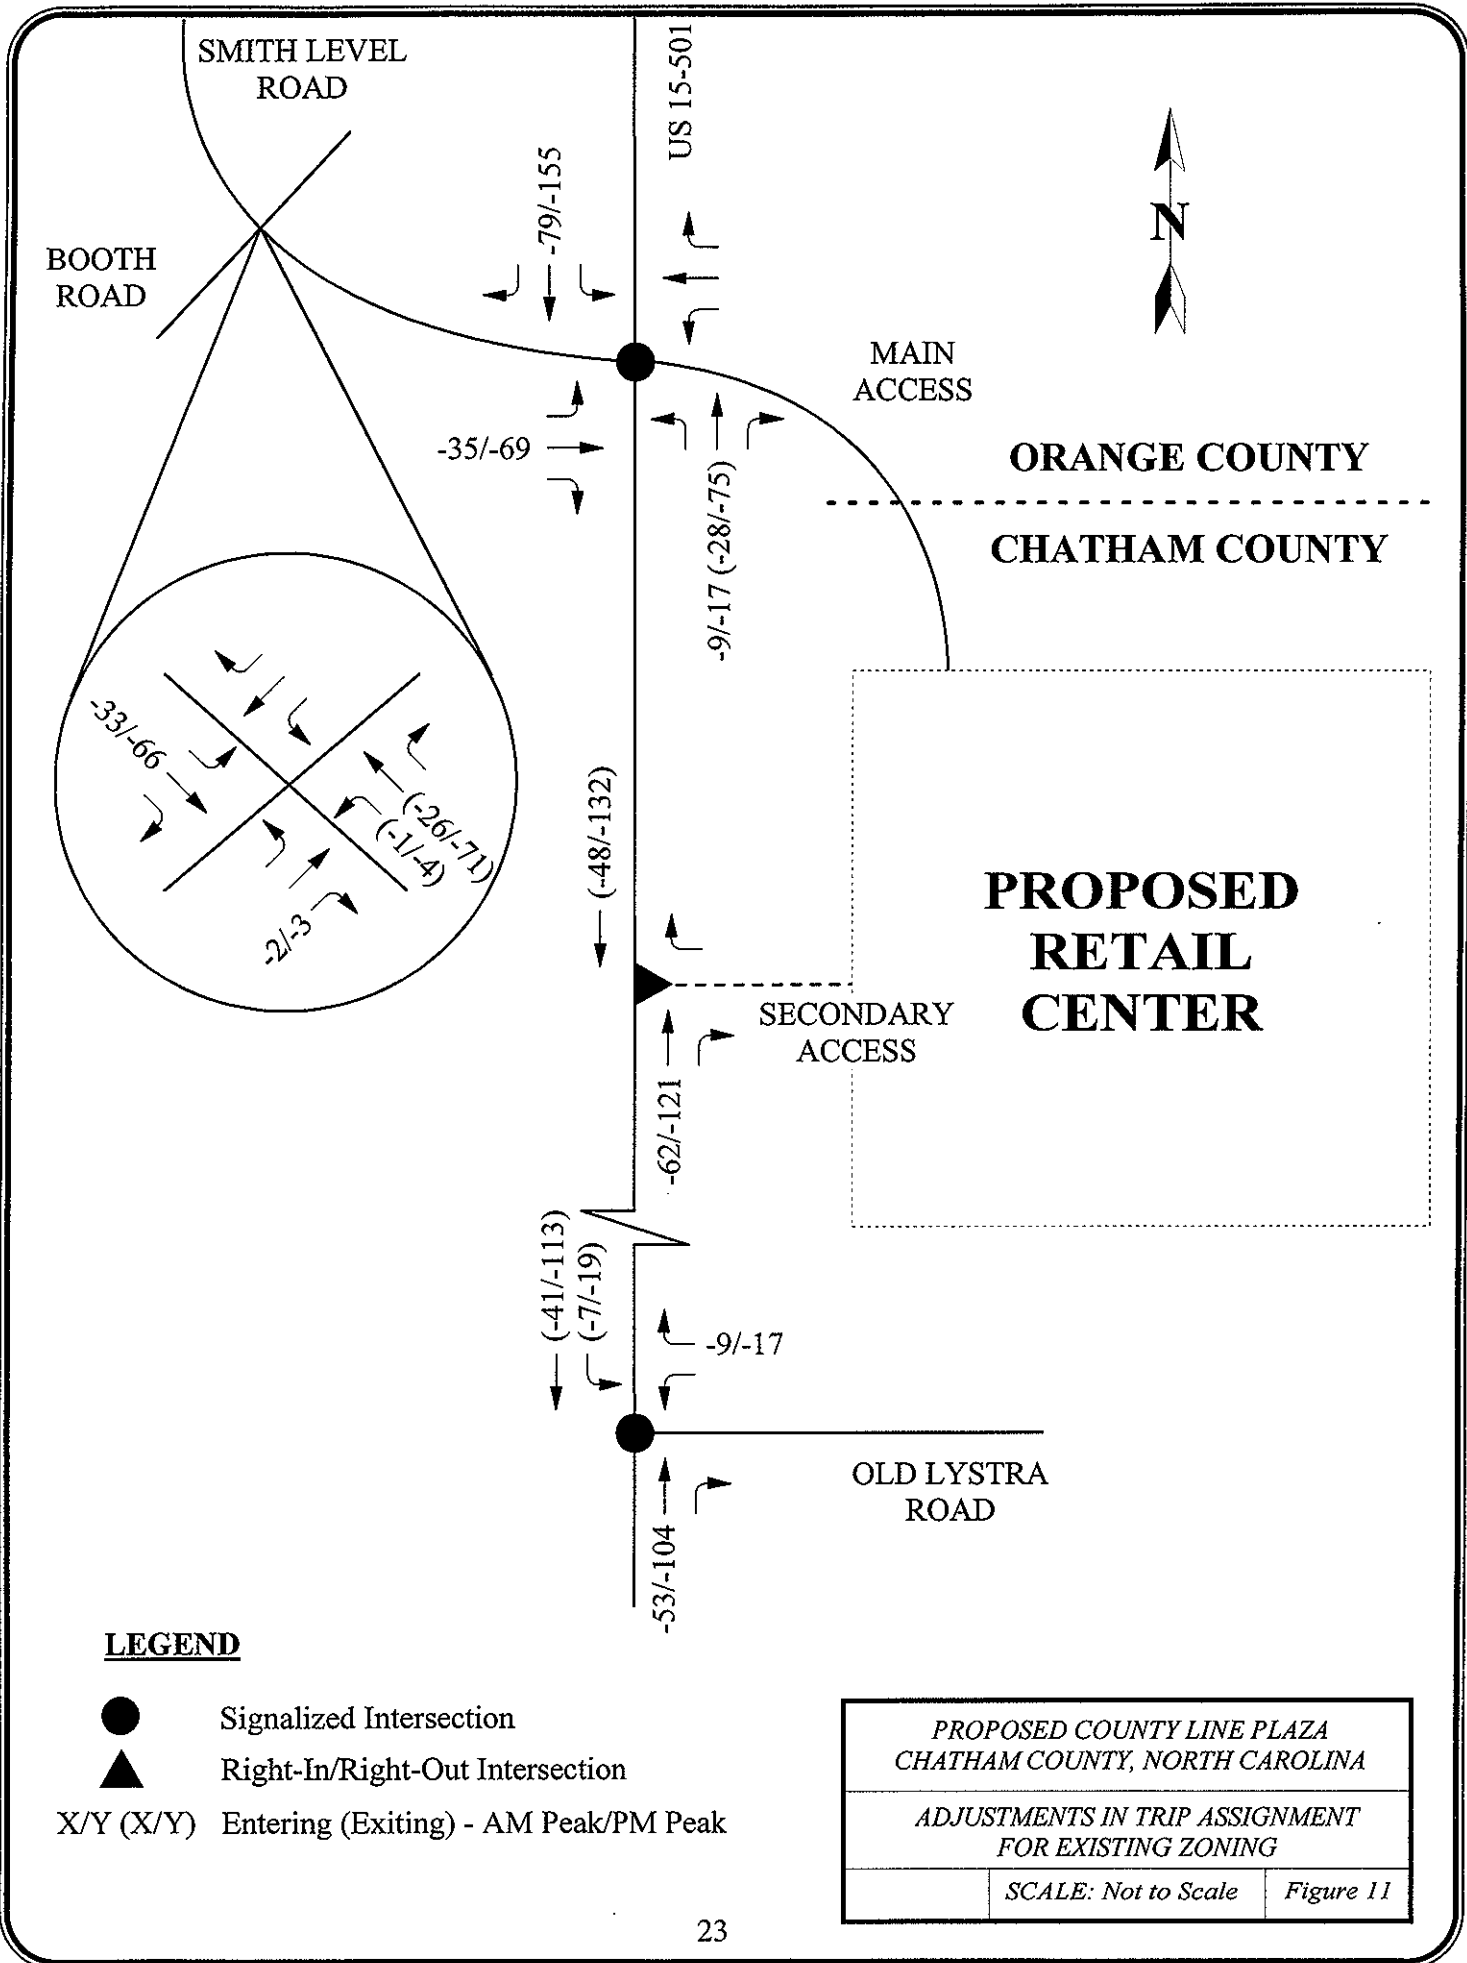 SMITH LEVEL
ROAD
US 15-501
-79/-155
N
BOOTH
ROAD
MAIN
ACCESS
-35/-69
ORANGE COUNTY
-9/-17 (-28/-75)
CHATHAM COUNTY
-33/-66
(-26/-71)
(-1/-4)
-2/-3
(-48/-132)
PROPOSED
RETAIL
CENTER
SECONDARY
ACCESS
-62/-121
(-41/-113)
(-7/-19)
-9/-17
OLD LYSTRA
ROAD
-53/-104
LEGEND
Signalized Intersection
Right-In/Right-Out Intersection
X/Y (X/Y) Entering (Exiting) - AM Peak/PM Peak
PROPOSED COUNTY LINE PLAZA
CHATHAM COUNTY, NORTH CAROLINA
ADJUSTMENTS IN TRIP ASSIGNMENT
FOR EXISTING ZONING
SCALE: Not to Scale
Figure 11
23